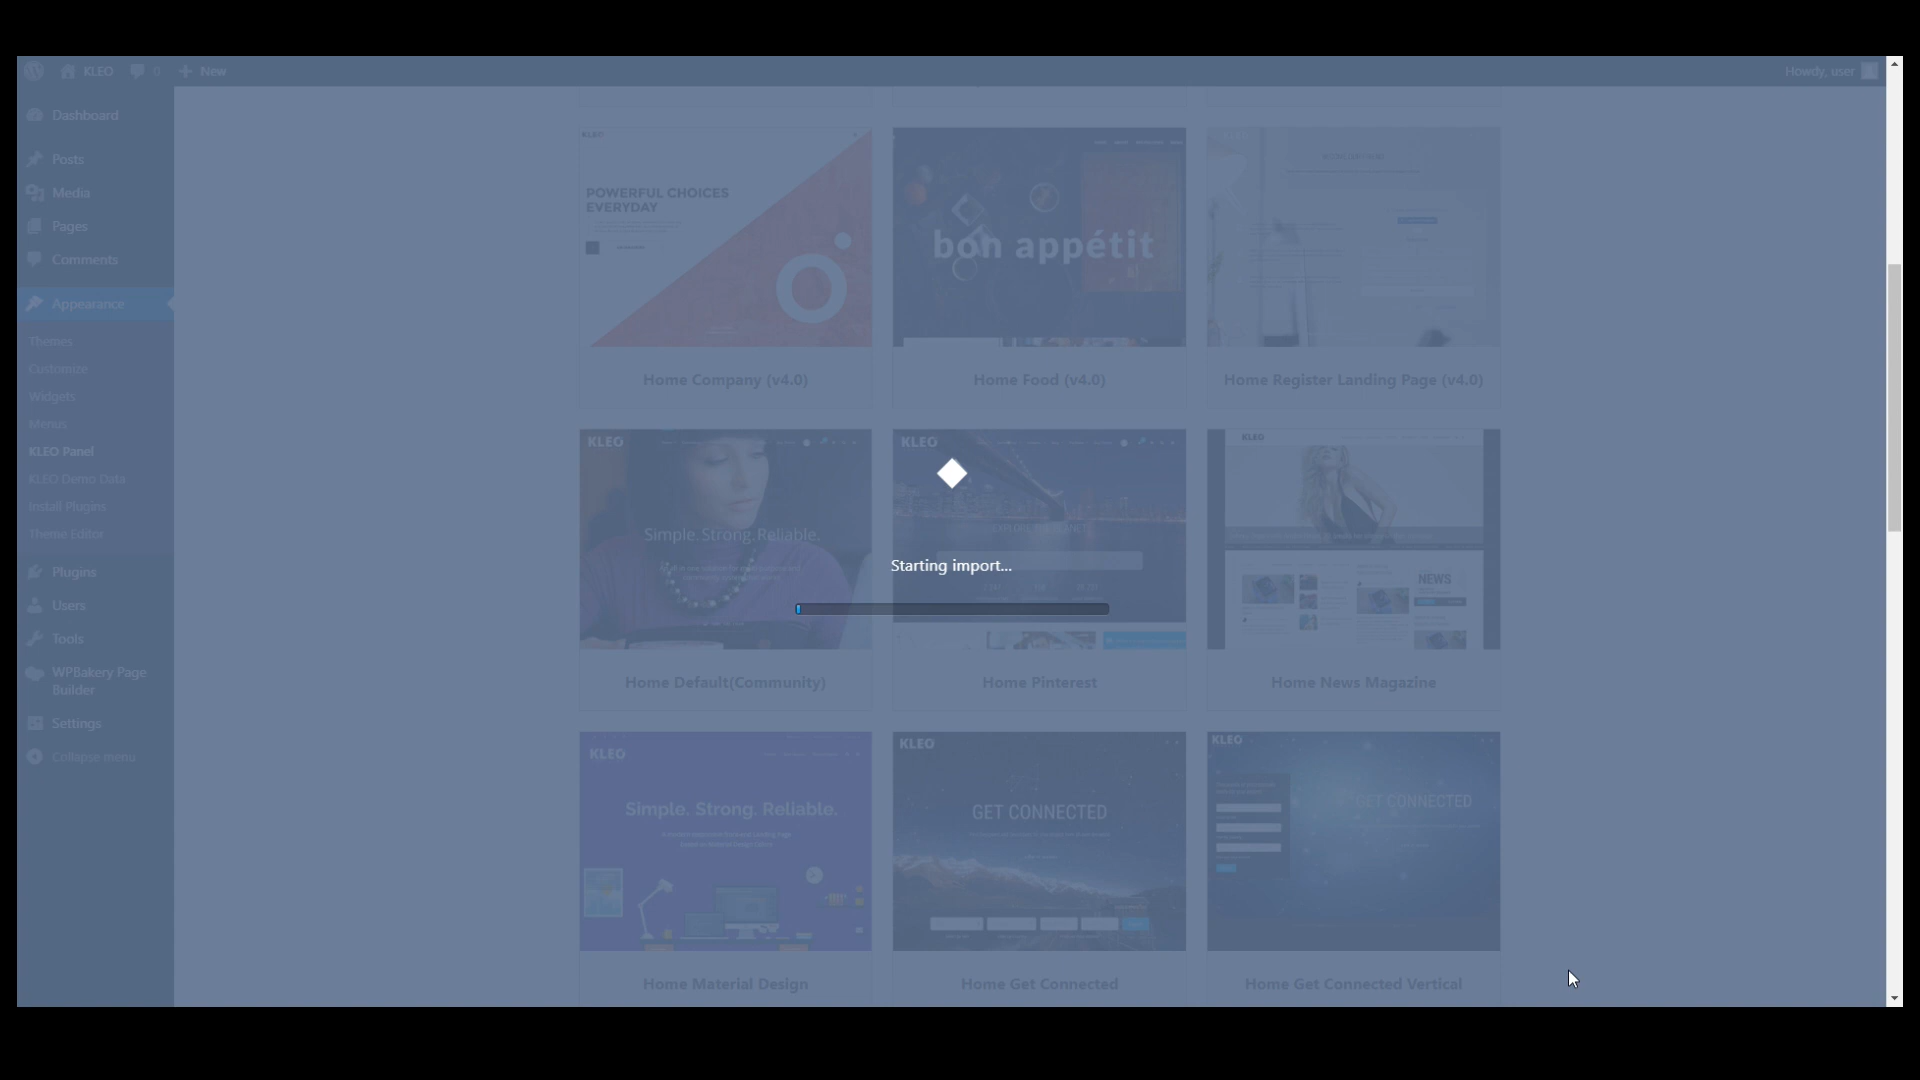 KLEO
0
New
Howdy, user
Dashboard
Posts
Media
Pages
Comments
Appearance
Themes
Customize
Widgets
Menus
KLEO Panel
KLEO Demo Data
Install Plugins
Theme Editor
Plugins
Users
Tools
WPBakery Page
Builder
Settings
Collapse menu
KLEO
POWERFUL CHOICES
EVERYDAY
Home Company (v4.0)
bon appétit
Home Food (v4.0)
Home Register Landing Page (v4.0)
KLEO
Simple. Strong. Reliable.
Home Default(Community)
KLEO
Home Pinterest
KLEO
NEWS
Home News Magazine
Starting import...
KLEO
Simple. Strong. Reliable.
Home Material Design
KLEO
GET CONNECTED
Home Get Connected
KLEO
GET CONNECTED
Home Get Connected Vertical